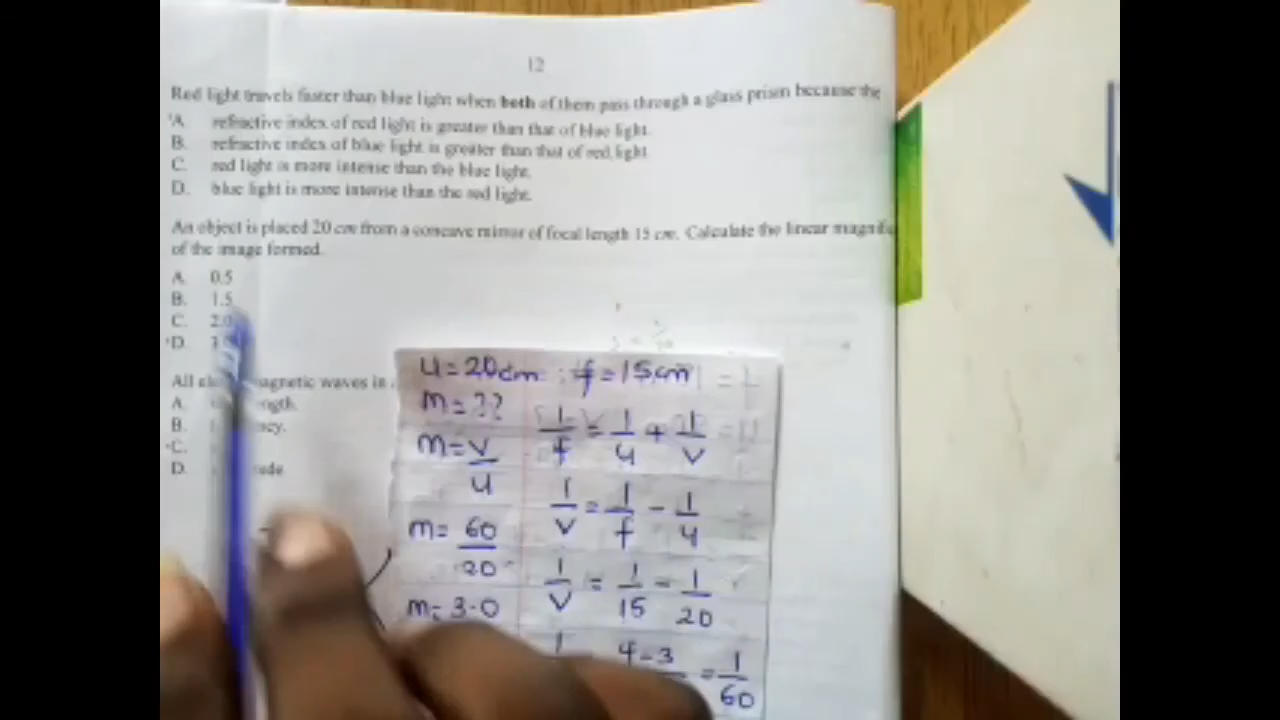 12
Red light travels faster than blue light when both of them pass through a glass prism because the
A. refractive index of red light is greater than that of blue light.
B. refractive index of blue light is greater than that of red light.
C. red light is more intense than the blue light.
D. blue light is more intense than the red light.
An object is placed 20 cm from a concave mirror of focal length 15 cm. Calculate the linear
of the image formed.
A. 0.5
B. 1.5
C. 2.0
D.
All waves in
A.
B.
C.
D.
u = 20cm ; f = 15cm
m = ??
m = v/u
m = 60/20
m = 3.0
1/f = 1/u + 1/v
1/v = 1/f - 1/u
1/v = 1/15 - 1/20
4-3 = 1/60